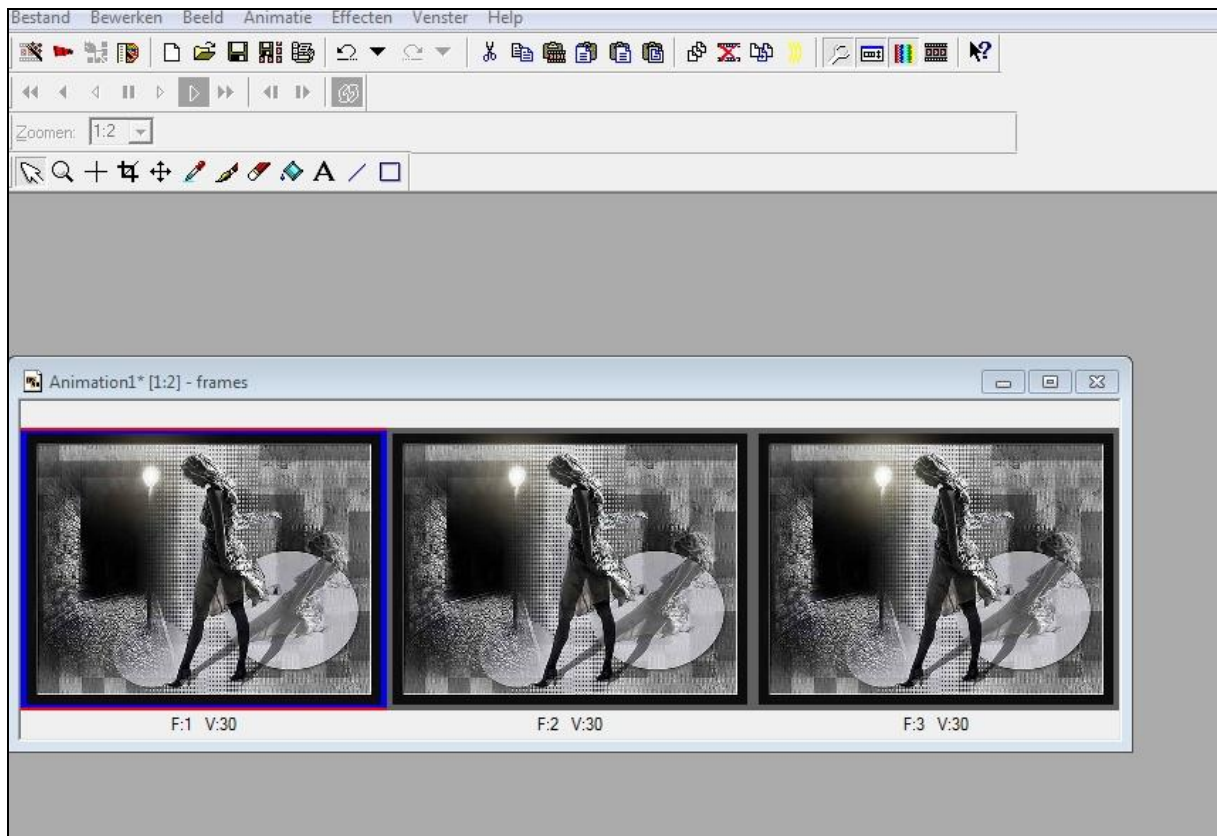 Bestand Bewerken Beeld Animatie Effecten Venster Help
Zoomen: 1:2
A
Animation1* [1:2] - frames
F:1 V:30 F:2 V:30 F:3 V:30